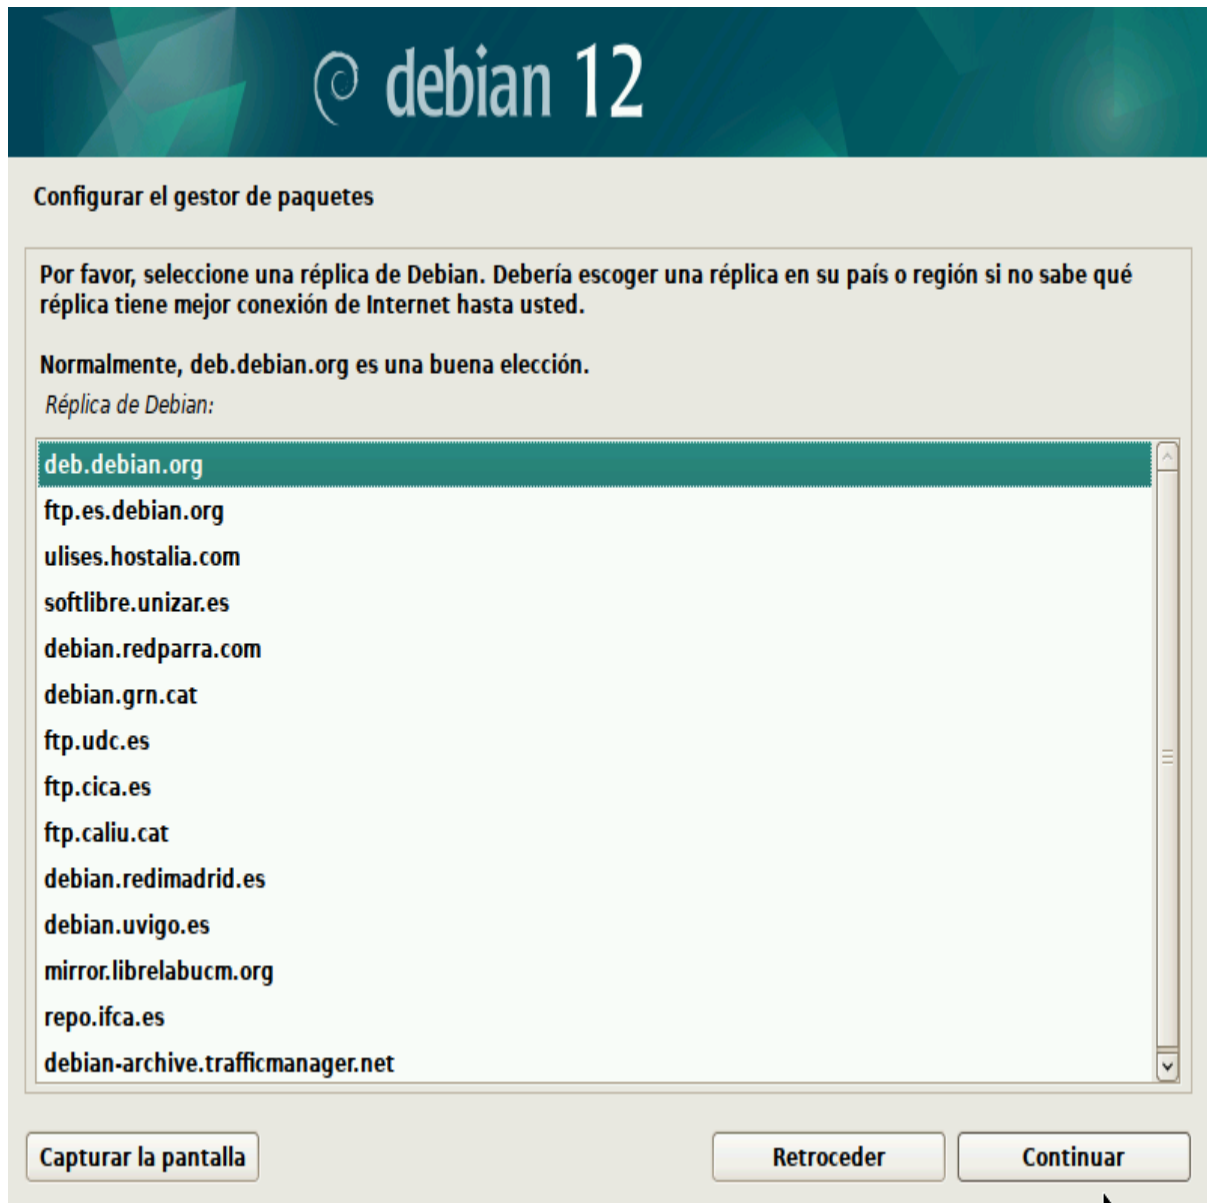 debian 12
Configurar el gestor de paquetes
Por favor, seleccione una réplica de Debian. Debería escoger una réplica en su país o región si no sabe qué
réplica tiene mejor conexión de Internet hasta usted.
Normalmente, deb.debian.org es una buena elección.
Réplica de Debian:
deb.debian.org
ftp.es.debian.org
ulises.hostalia.com
softlibre.unizar.es
debian.redparra.com
debian.grn.cat
ftp.udc.es
ftp.cica.es
ftp.caliu.cat
debian.redimadrid.es
debian.uvigo.es
mirror.librelabucm.org
repo.ifca.es
debian-archive.trafficmanager.net
Capturar la pantalla
Retroceder
Continuar